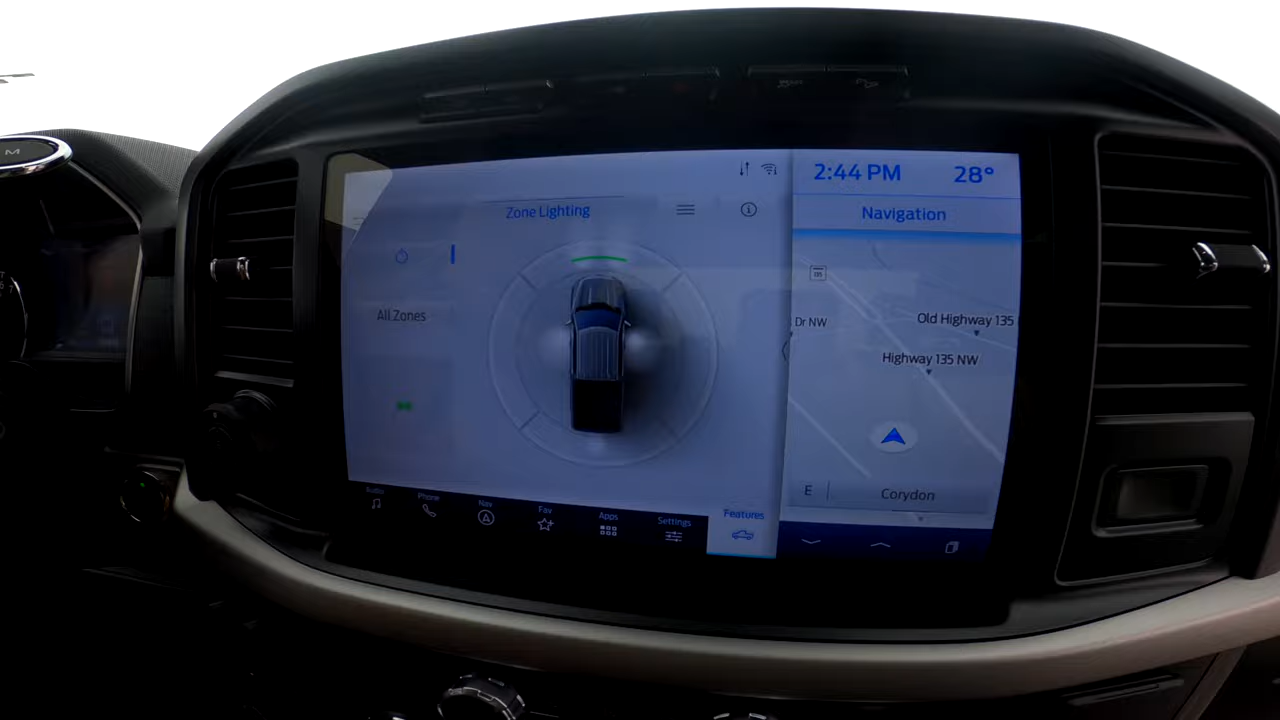 2:44 PM 28°
Zone Lighting
Navigation
All Zones
135
Dr NW
Old Highway 135
Highway 135 NW
E
Corydon
Audio
Phone
Nav
Fav
Apps
Settings
Features
M